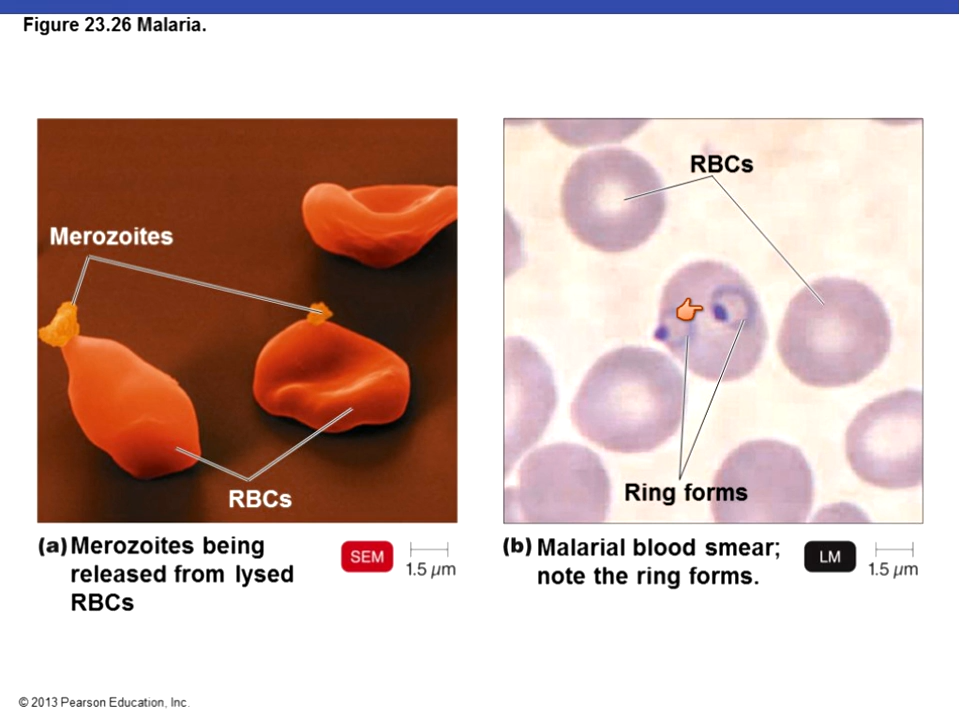 Figure 23.26 Malaria.
Merozoites
RBCs
(a) Merozoites being
released from lysed
RBCs
SEM
1.5 µm
RBCs
Ring forms
(b) Malarial blood smear;
note the ring forms.
LM
1.5 µm
© 2013 Pearson Education, Inc.